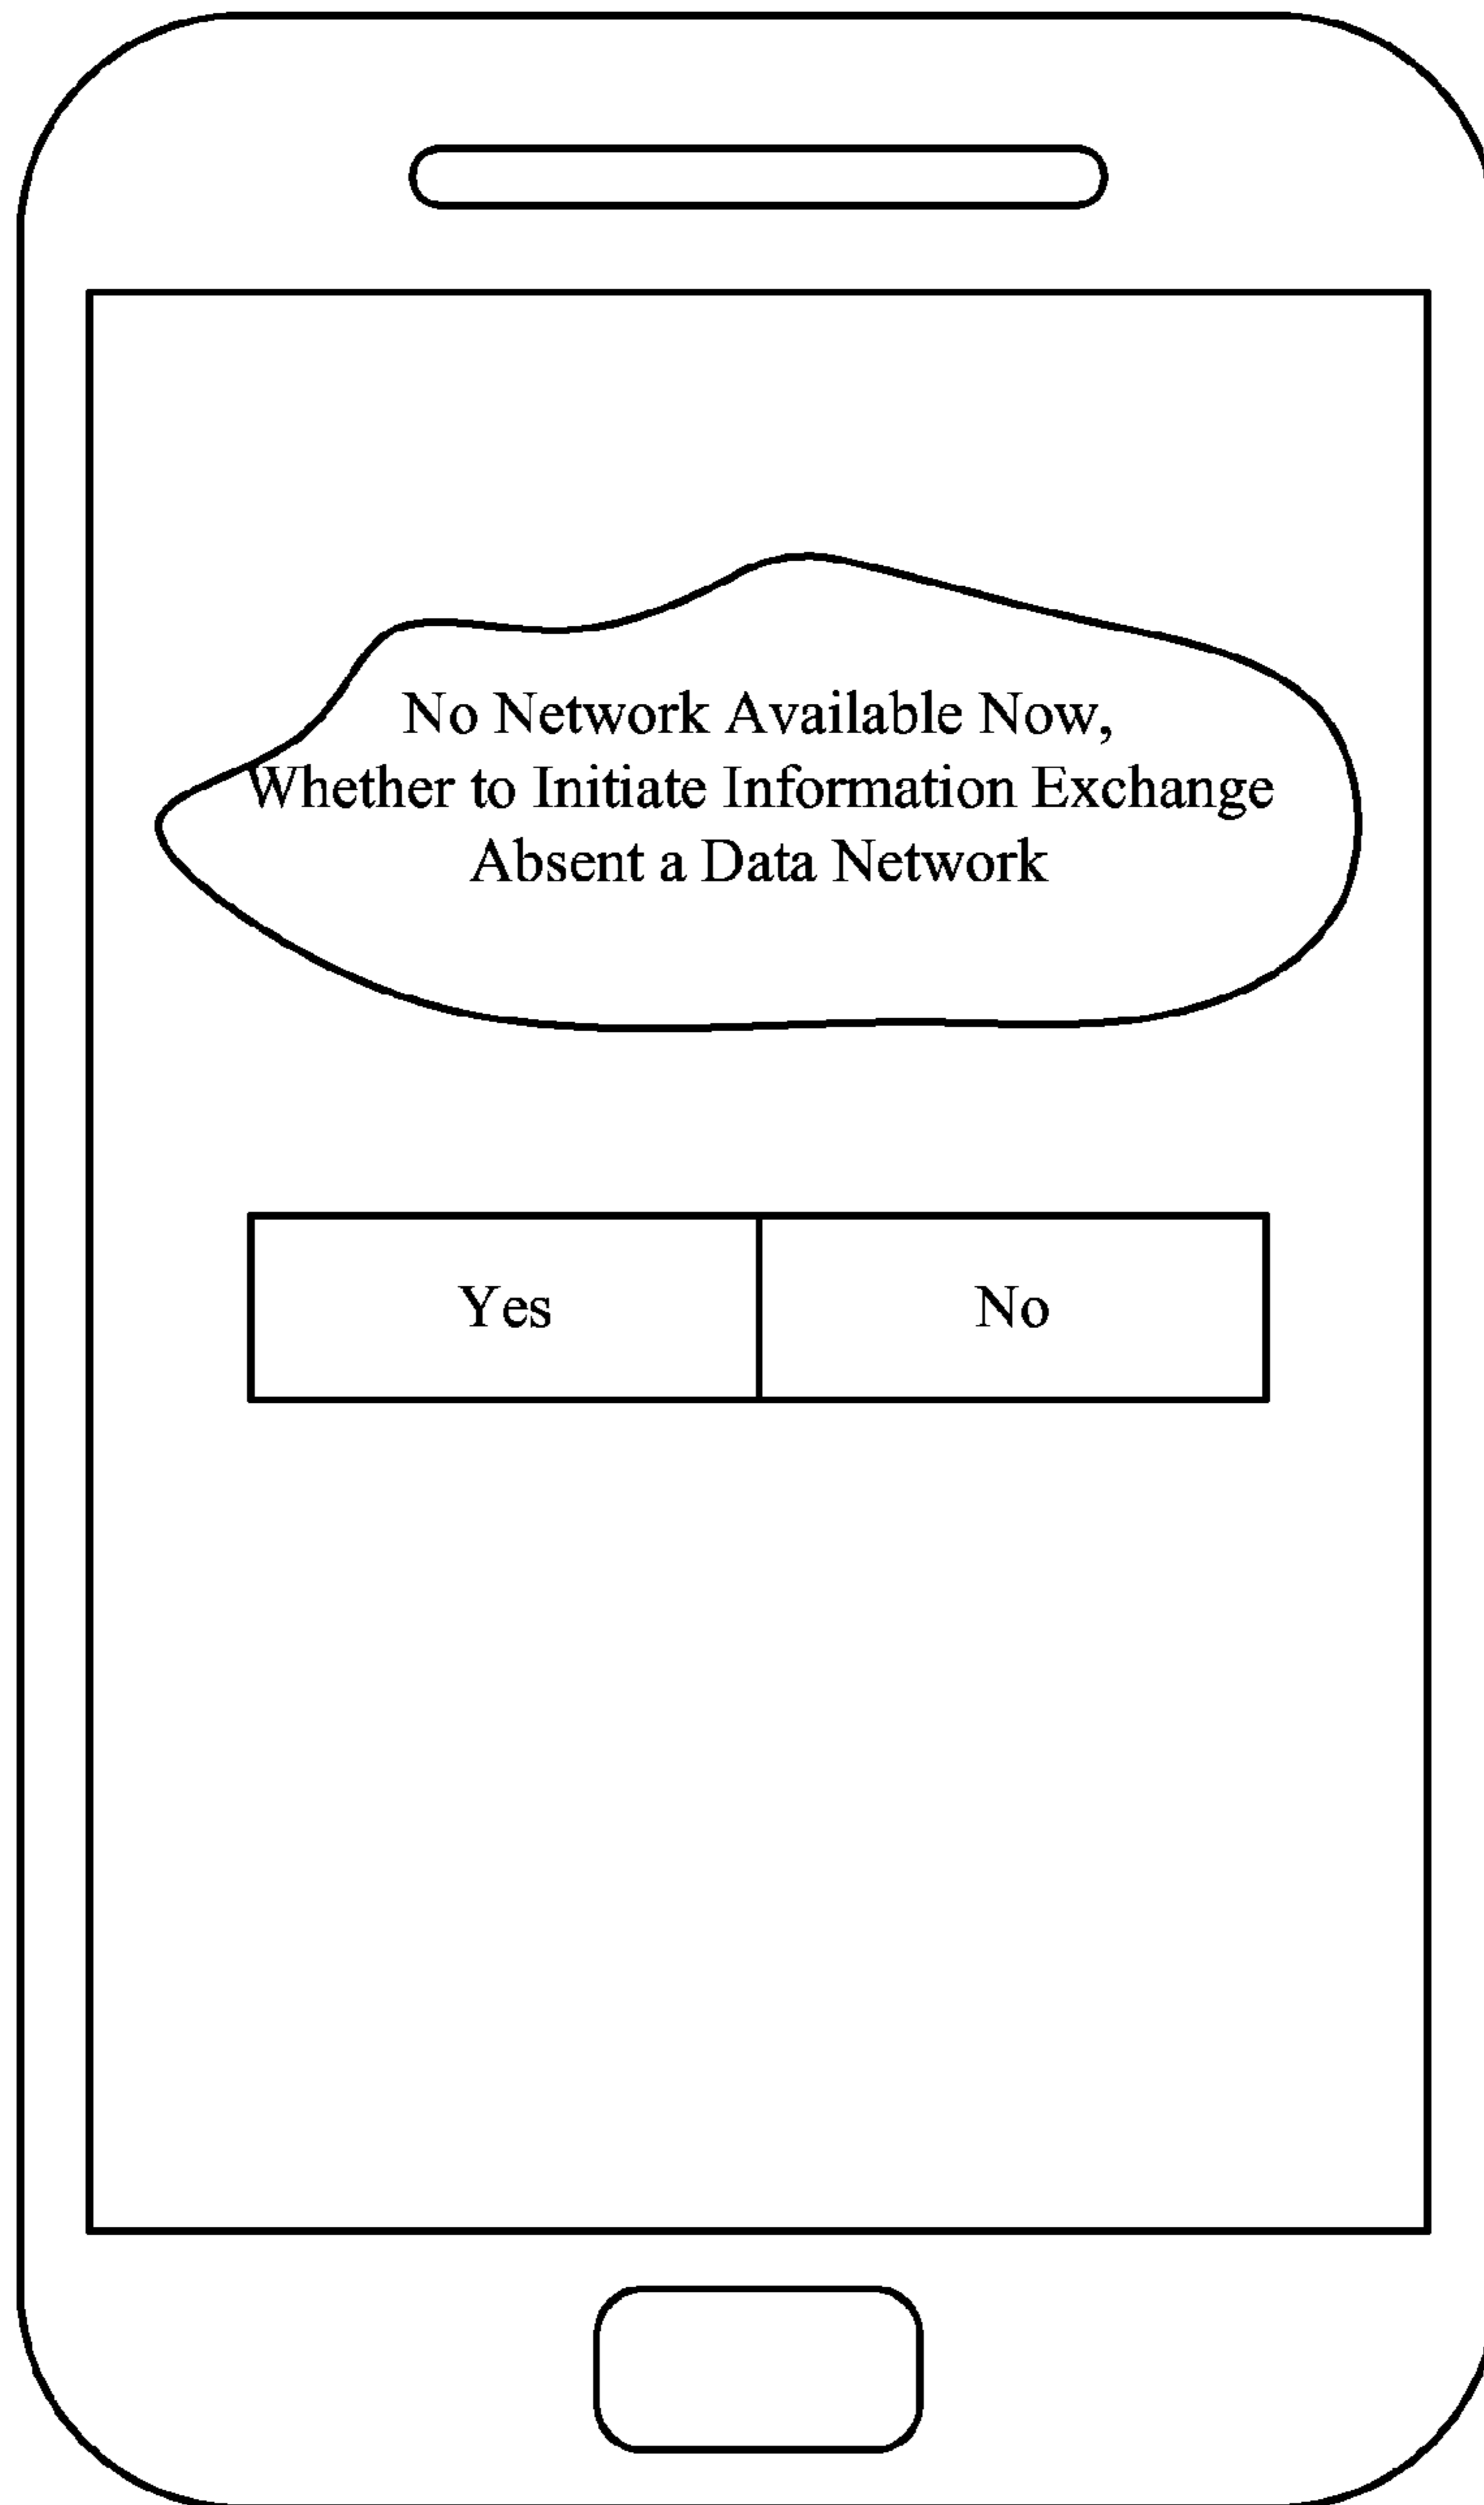 No Network Available Now,
Whether to Initiate Information Exchange
Absent a Data Network
Yes
No